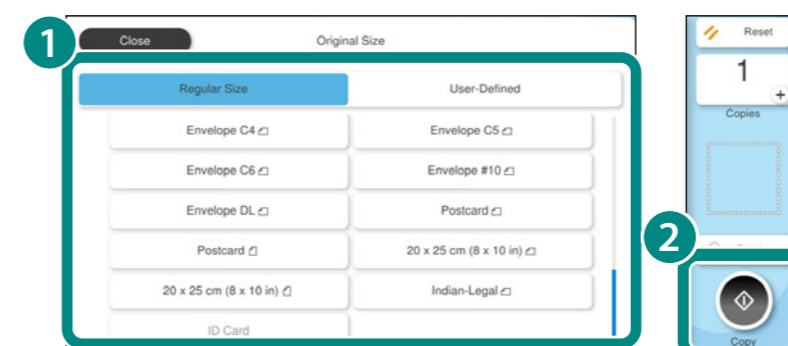 1
Close
Original Size
Regular Size
User-Defined
Envelope C4
Envelope C5
Envelope C6
Envelope #10
Envelope DL
Postcard
Postcard
20 x 25 cm (8 x 10 in)
20 x 25 cm (8 x 10 in)
Indian-Legal
ID Card
Reset
1
+
Copies
2
Copy